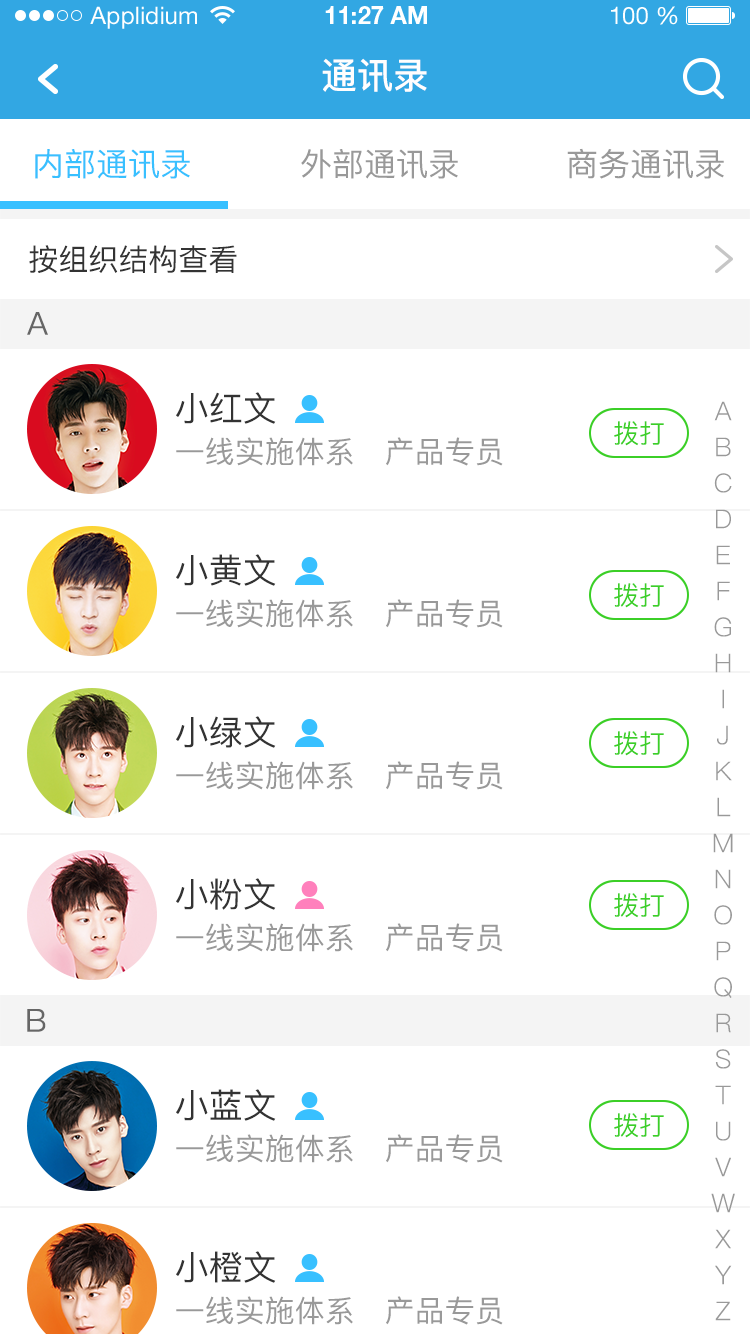 Applidium 11:27 AM 100 %
通讯录
内部通讯录 外部通讯录 商务通讯录
按组织结构查看
A
小红文
一线实施体系 产品专员
拨打
小黄文
一线实施体系 产品专员
拨打
小绿文
一线实施体系 产品专员
拨打
小粉文
一线实施体系 产品专员
拨打
B
小蓝文
一线实施体系 产品专员
拨打
小橙文
一线实施体系 产品专员
A
B
C
D
E
F
G
H
I
J
K
L
M
N
O
P
Q
R
S
T
U
V
W
X
Y
Z